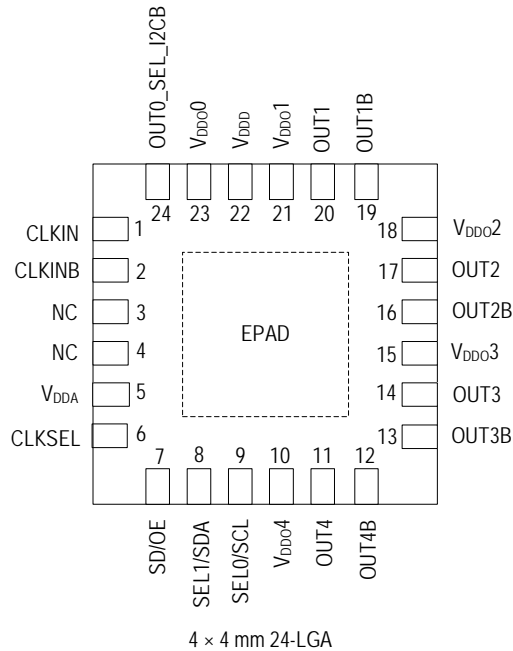 OUT0_SEL_I2CB
VDDO0
VDDD
VDDO1
OUT1
OUT1B
24 23 22 21 20 19
CLKIN 1
CLKINB 2
NC 3
NC 4
VDDA 5
CLKSEL 6
EPAD
18 VDDO2
17 OUT2
16 OUT2B
15 VDDO3
14 OUT3
13 OUT3B
7 8 9 10 11 12
SD/OE
SEL1/SDA
SEL0/SCL
VDDO4
OUT4
OUT4B
4 × 4 mm 24-LGA